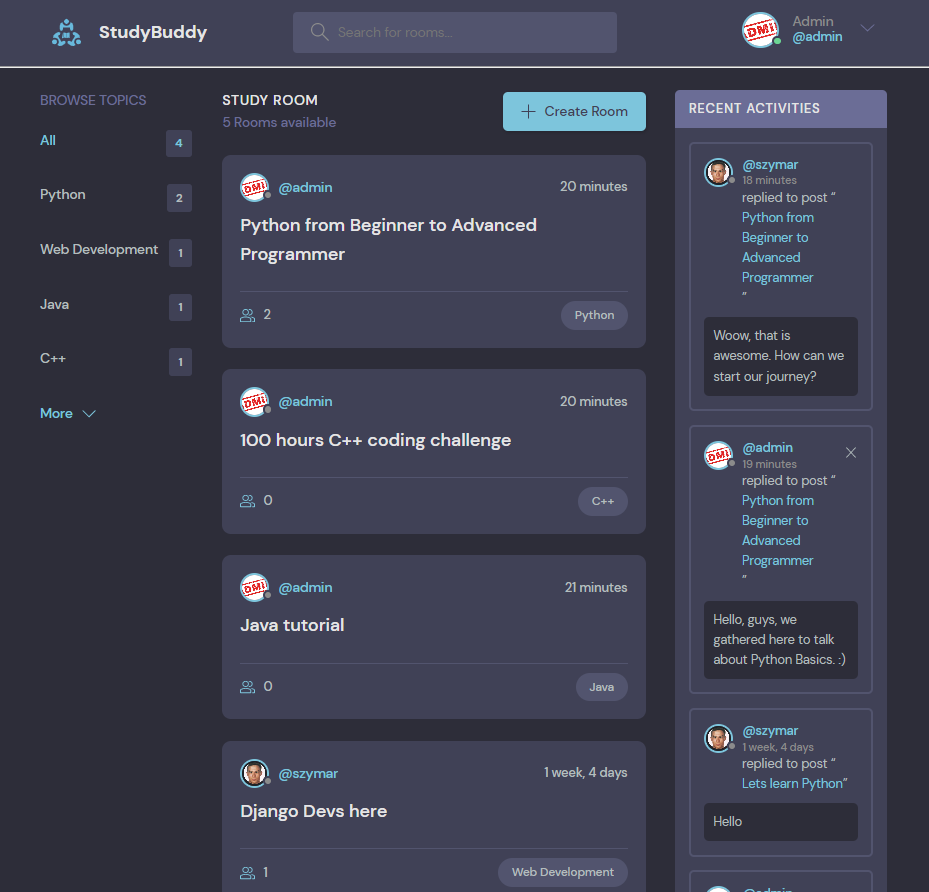 StudyBuddy
Search for rooms...
DMi
Admin
@admin
BROWSE TOPICS
All
4
Python
2
Web Development
1
Java
1
C++
1
More
STUDY ROOM
5 Rooms available
Create Room
DMi
@admin
20 minutes
Python from Beginner to Advanced
Programmer
2
Python
DMi
@admin
20 minutes
100 hours C++ coding challenge
0
C++
DMi
@admin
21 minutes
Java tutorial
0
Java
@szymar
1 week, 4 days
Django Devs here
1
Web Development
RECENT ACTIVITIES
@szymar
18 minutes
replied to post “
Python from
Beginner to
Advanced
Programmer
”
Woow, that is
awesome. How can we
start our journey?
DMi
@admin
19 minutes
replied to post “
Python from
Beginner to
Advanced
Programmer
”
Hello, guys, we
gathered here to talk
about Python Basics. :)
@szymar
1 week, 4 days
replied to post “
Lets learn Python”
Hello
@admin